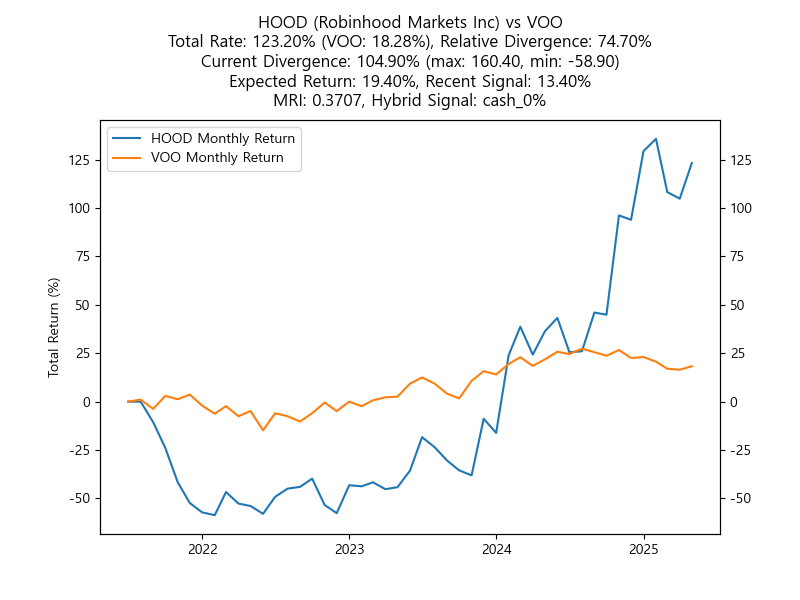 HOOD (Robinhood Markets Inc) vs VOO
Total Rate: 123.20% (VOO: 18.28%), Relative Divergence: 74.70%
Current Divergence: 104.90% (max: 160.40, min: -58.90)
Expected Return: 19.40%, Recent Signal: 13.40%
MRI: 0.3707, Hybrid Signal: cash_0%
HOOD Monthly Return
VOO Monthly Return
Total Return (%)
125
100
75
50
25
0
-25
-50
125
100
75
50
25
0
-25
-50
2022
2023
2024
2025